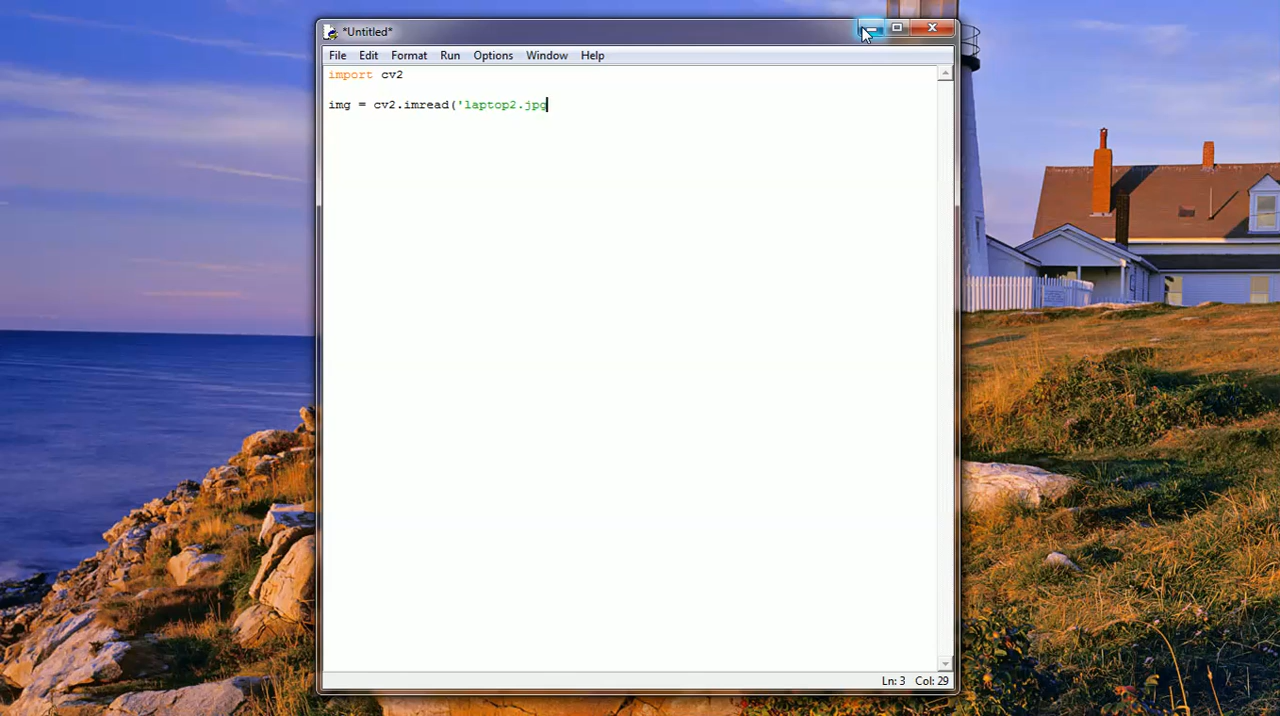 *Untitled*
File Edit Format Run Options Window Help
import cv2
img = cv2.imread('laptop2.jpg
Ln: 3 Col: 29